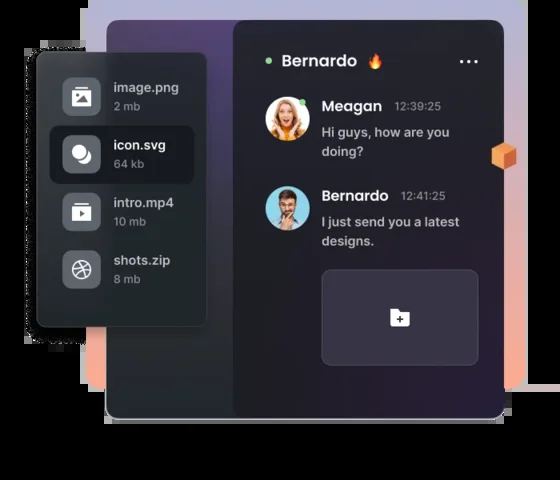 image.png
2 mb
icon.svg
64 kb
intro.mp4
10 mb
shots.zip
8 mb
Bernardo 🔥
Meagan 12:39:25
Hi guys, how are you
doing?
Bernardo 12:41:25
I just send you a latest
designs.